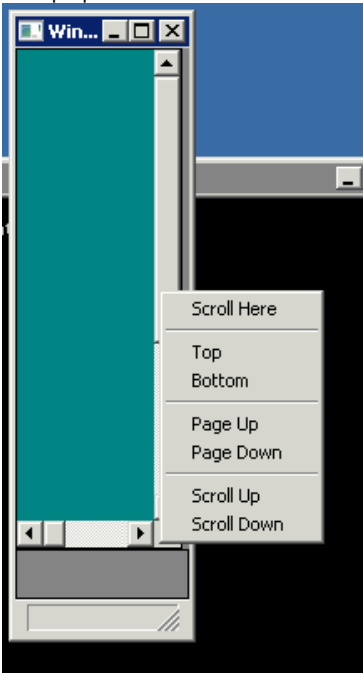 Win...
Scroll Here
Top
Bottom
Page Up
Page Down
Scroll Up
Scroll Down